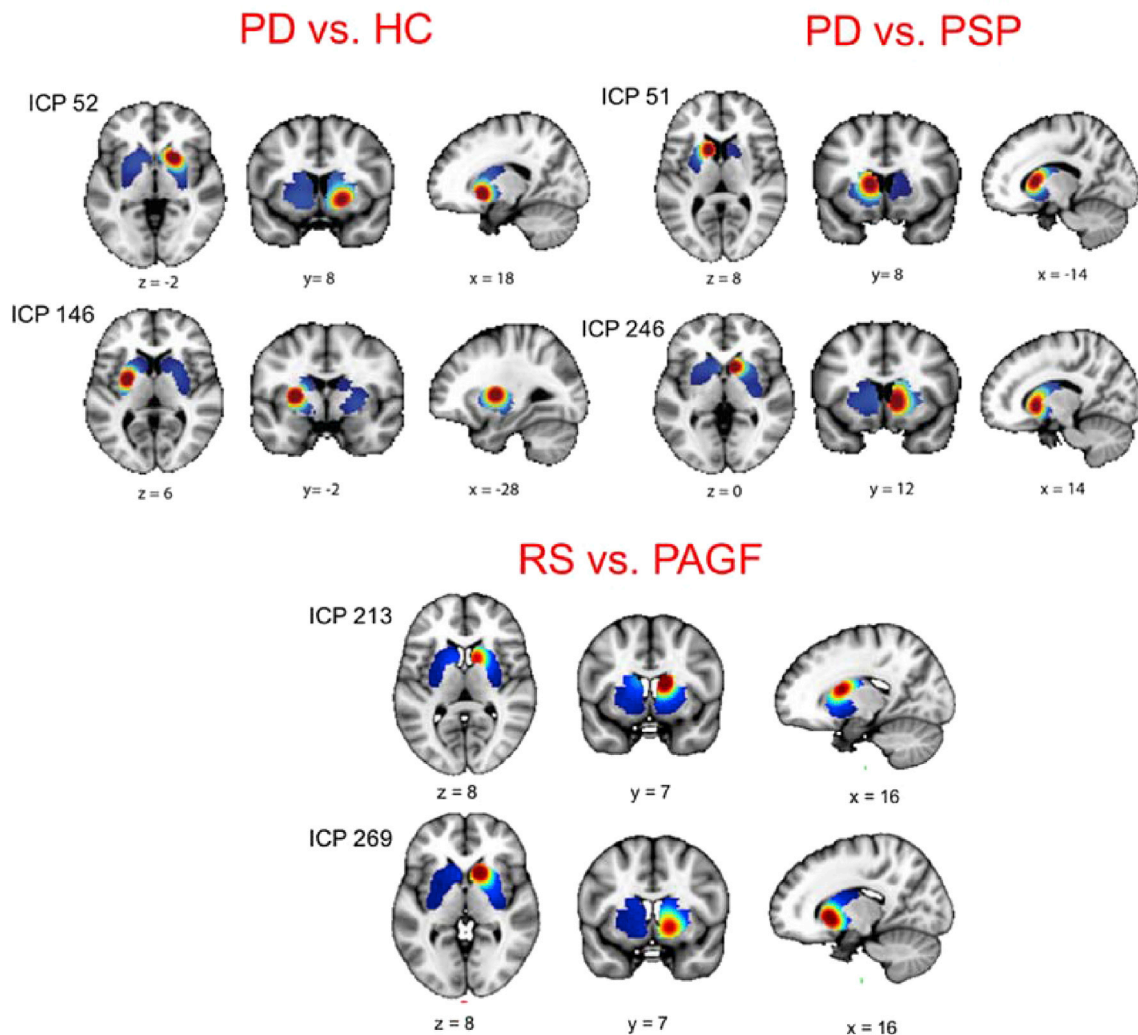 PD vs. HC
PD vs. PSP
ICP 52
z = -2
y= 8
x = 18
ICP 51
z = 8
y = 8
x = -14
ICP 146
z = 6
y= -2
x = -28
ICP 246
z = 0
y = 12
x = 14
RS vs. PAGF
ICP 213
z = 8
y = 7
x = 16
ICP 269
z = 8
y = 7
x = 16